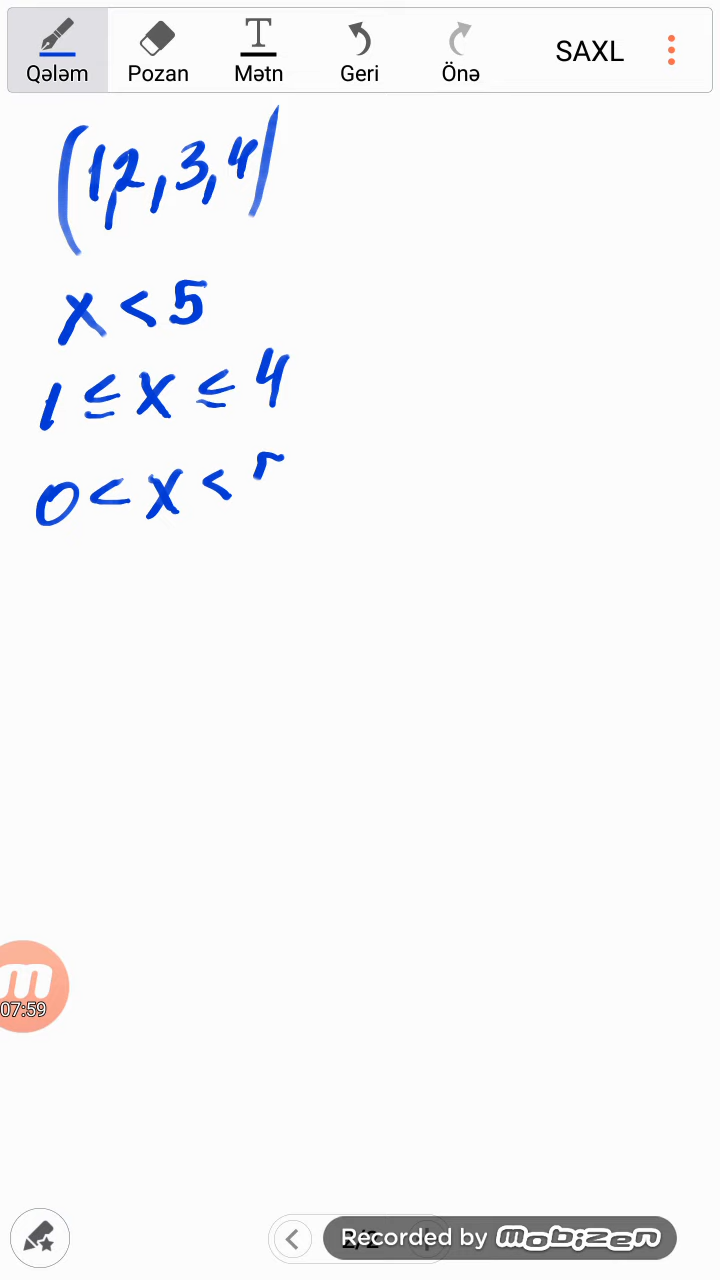 Qələm Pozan Mətn Geri Önə SAXL
(1,2,3,4)
x < 5
1 ≤ x ≤ 4
0 < x <
07:59
Recorded by mobizen